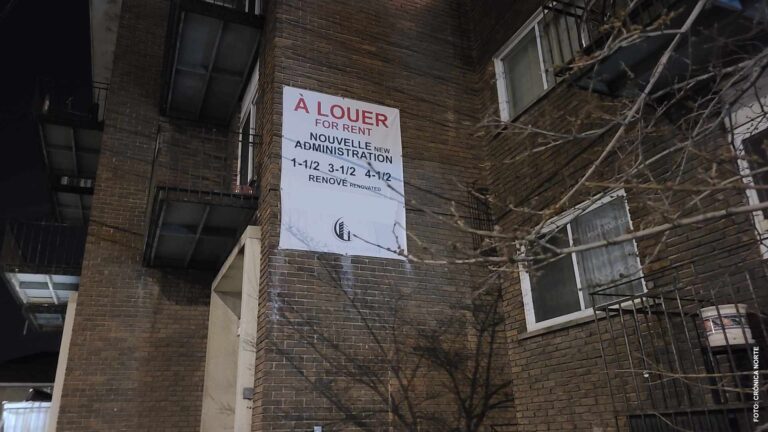 À LOUER
FOR RENT
NOUVELLE NEW
ADMINISTRATION
1-1/2 3-1/2 4-1/2
RENOVÉ RENOVATED
FOTO: CRÓNICA NORTE